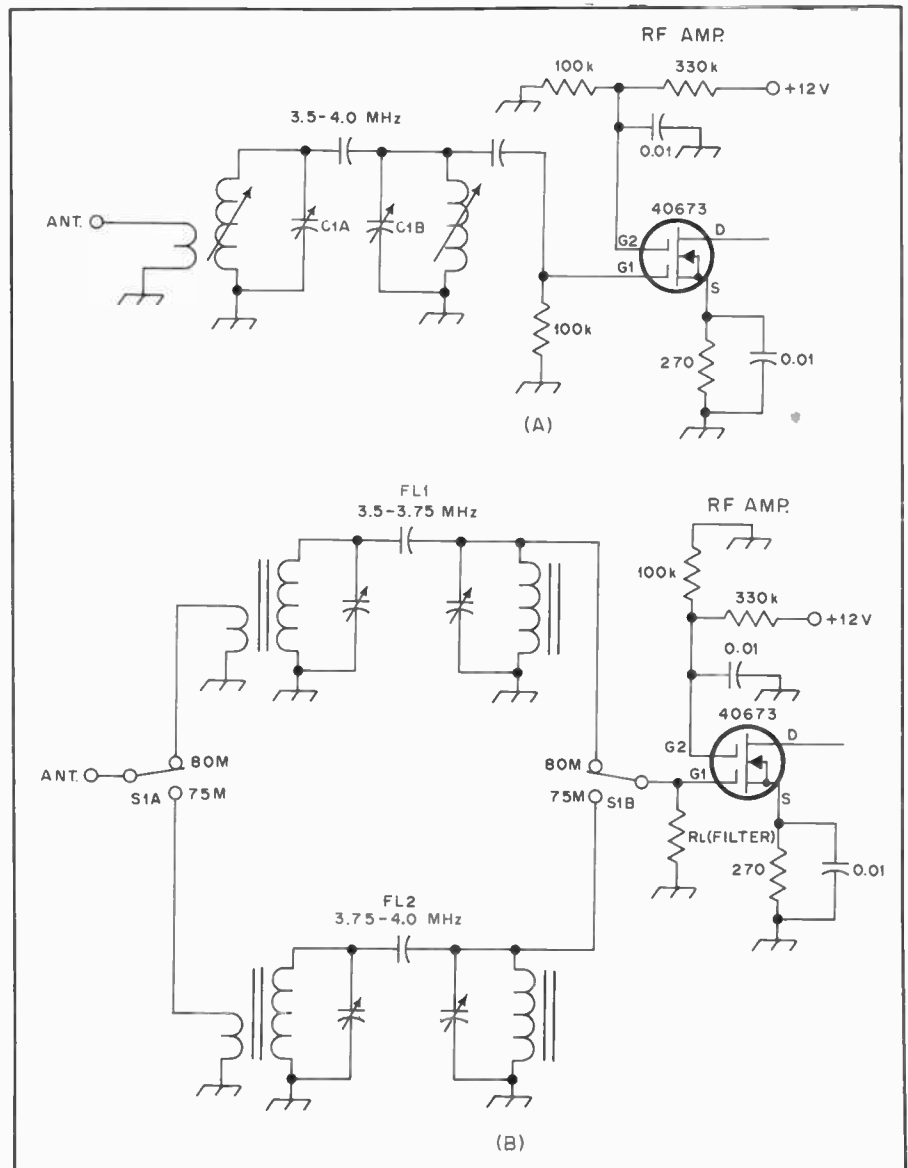 RF AMP.
100k
330k
+12V
3.5-4.0 MHz
0.01
ANT.
C1A
C1B
40673
G2
D
G1
S
100k
270
0.01
(A)
FL1
3.5-3.75 MHz
RF AMP.
100k
330k
+12V
0.01
40673
G2
D
ANT.
80M
80M
G1
S1A
75M
75M
S1B
S
RL(FILTER)
270
0.01
FL2
3.75-4.0 MHz
(B)